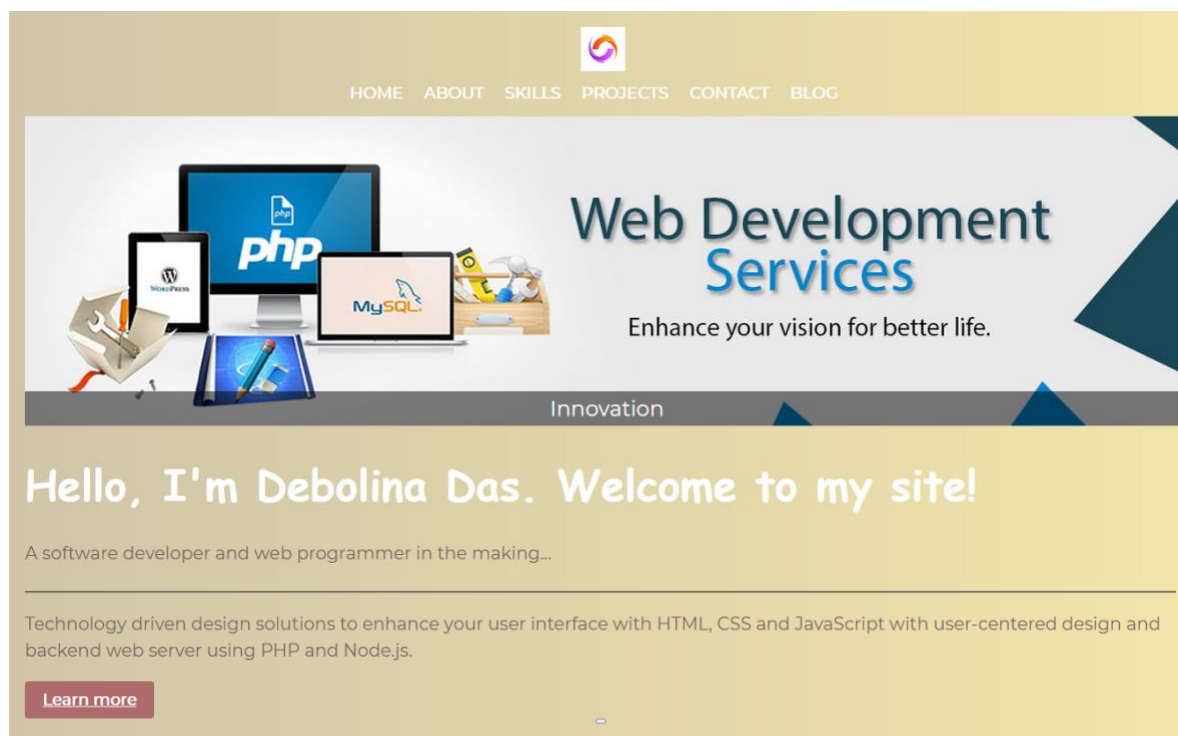 HOME ABOUT SKILLS PROJECTS CONTACT BLOG
php
php
WORDPRESS
MySQL
Web Development
Services
Enhance your vision for better life.
Innovation
Hello, I'm Debolina Das. Welcome to my site!
A software developer and web programmer in the making...
Technology driven design solutions to enhance your user interface with HTML, CSS and JavaScript with user-centered design and
backend web server using PHP and Node.js.
Learn more